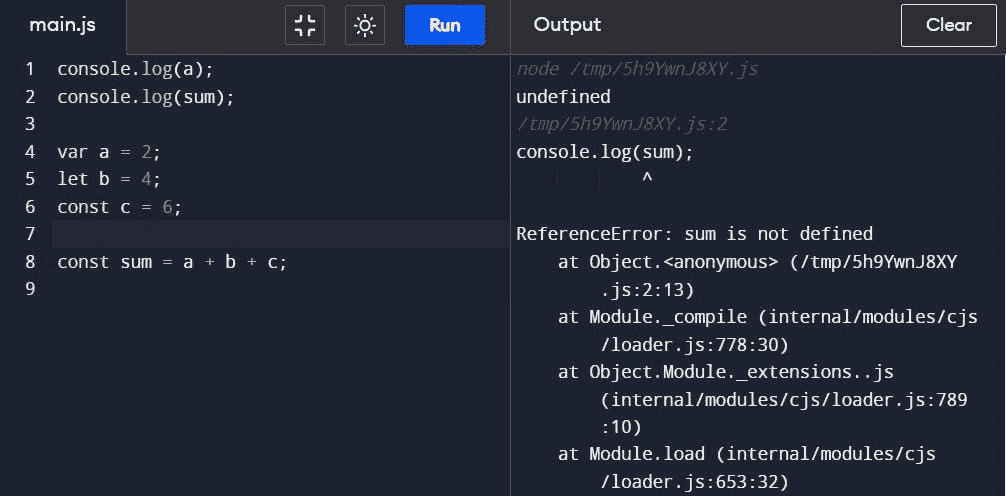 main.js
Run
Output
Clear
1 console.log(a);
2 console.log(sum);
3
4 var a = 2;
5 let b = 4;
6 const c = 6;
7
8 const sum = a + b + c;
9
node /tmp/5h9YwnJ8XY.js
undefined
/tmp/5h9YwnJ8XY.js:2
console.log(sum);
^
ReferenceError: sum is not defined
at Object.<anonymous> (/tmp/5h9YwnJ8XY
.js:2:13)
at Module._compile (internal/modules/cjs
/loader.js:778:30)
at Object.Module._extensions..js
(internal/modules/cjs/loader.js:789
:10)
at Module.load (internal/modules/cjs
/loader.js:653:32)